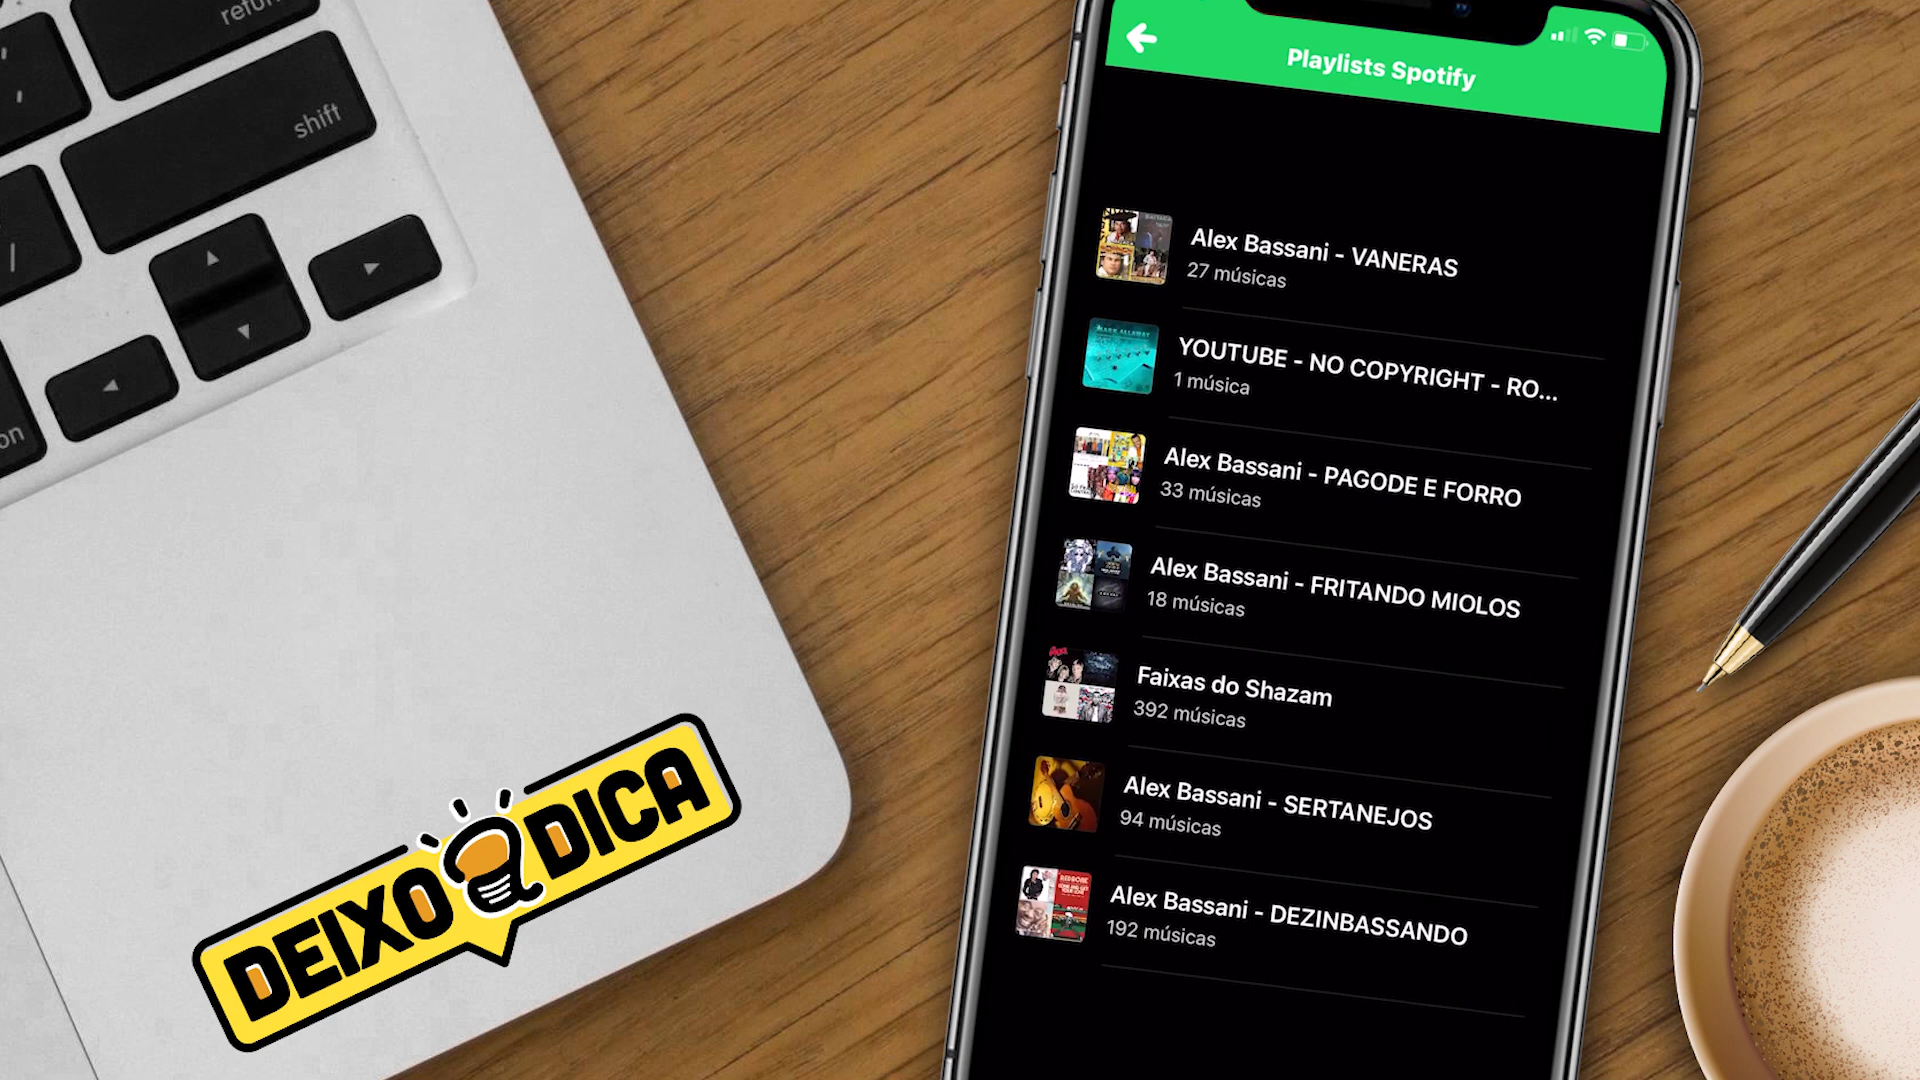 return
shift
on
DEIXO DICA
Playlists Spotify
Alex Bassani - VANERAS
27 músicas
YOUTUBE - NO COPYRIGHT - RO...
1 música
Alex Bassani - PAGODE E FORRO
33 músicas
Alex Bassani - FRITANDO MIOLOS
18 músicas
Faixas do Shazam
392 músicas
Alex Bassani - SERTANEJOS
94 músicas
Alex Bassani - DEZINBASSANDO
192 músicas